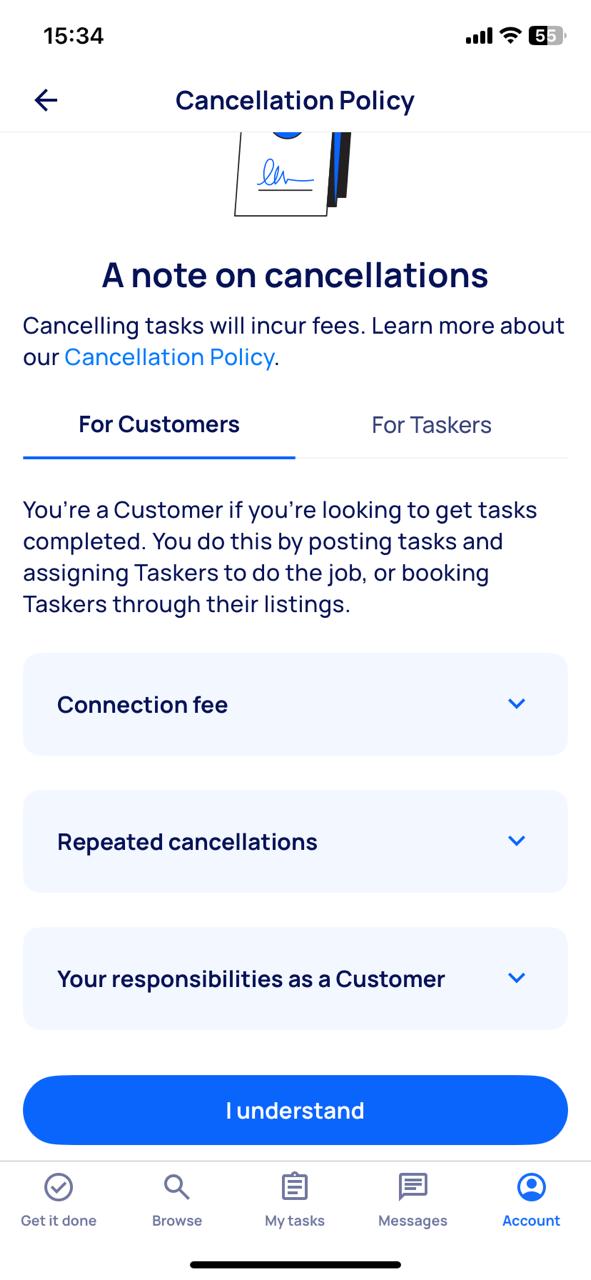 15:34
55
Cancellation Policy
A note on cancellations
Cancelling tasks will incur fees. Learn more about
our Cancellation Policy.
For Customers
For Taskers
You're a Customer if you're looking to get tasks
completed. You do this by posting tasks and
assigning Taskers to do the job, or booking
Taskers through their listings.
Connection fee
Repeated cancellations
Your responsibilities as a Customer
I understand
Get it done
Browse
My tasks
Messages
Account